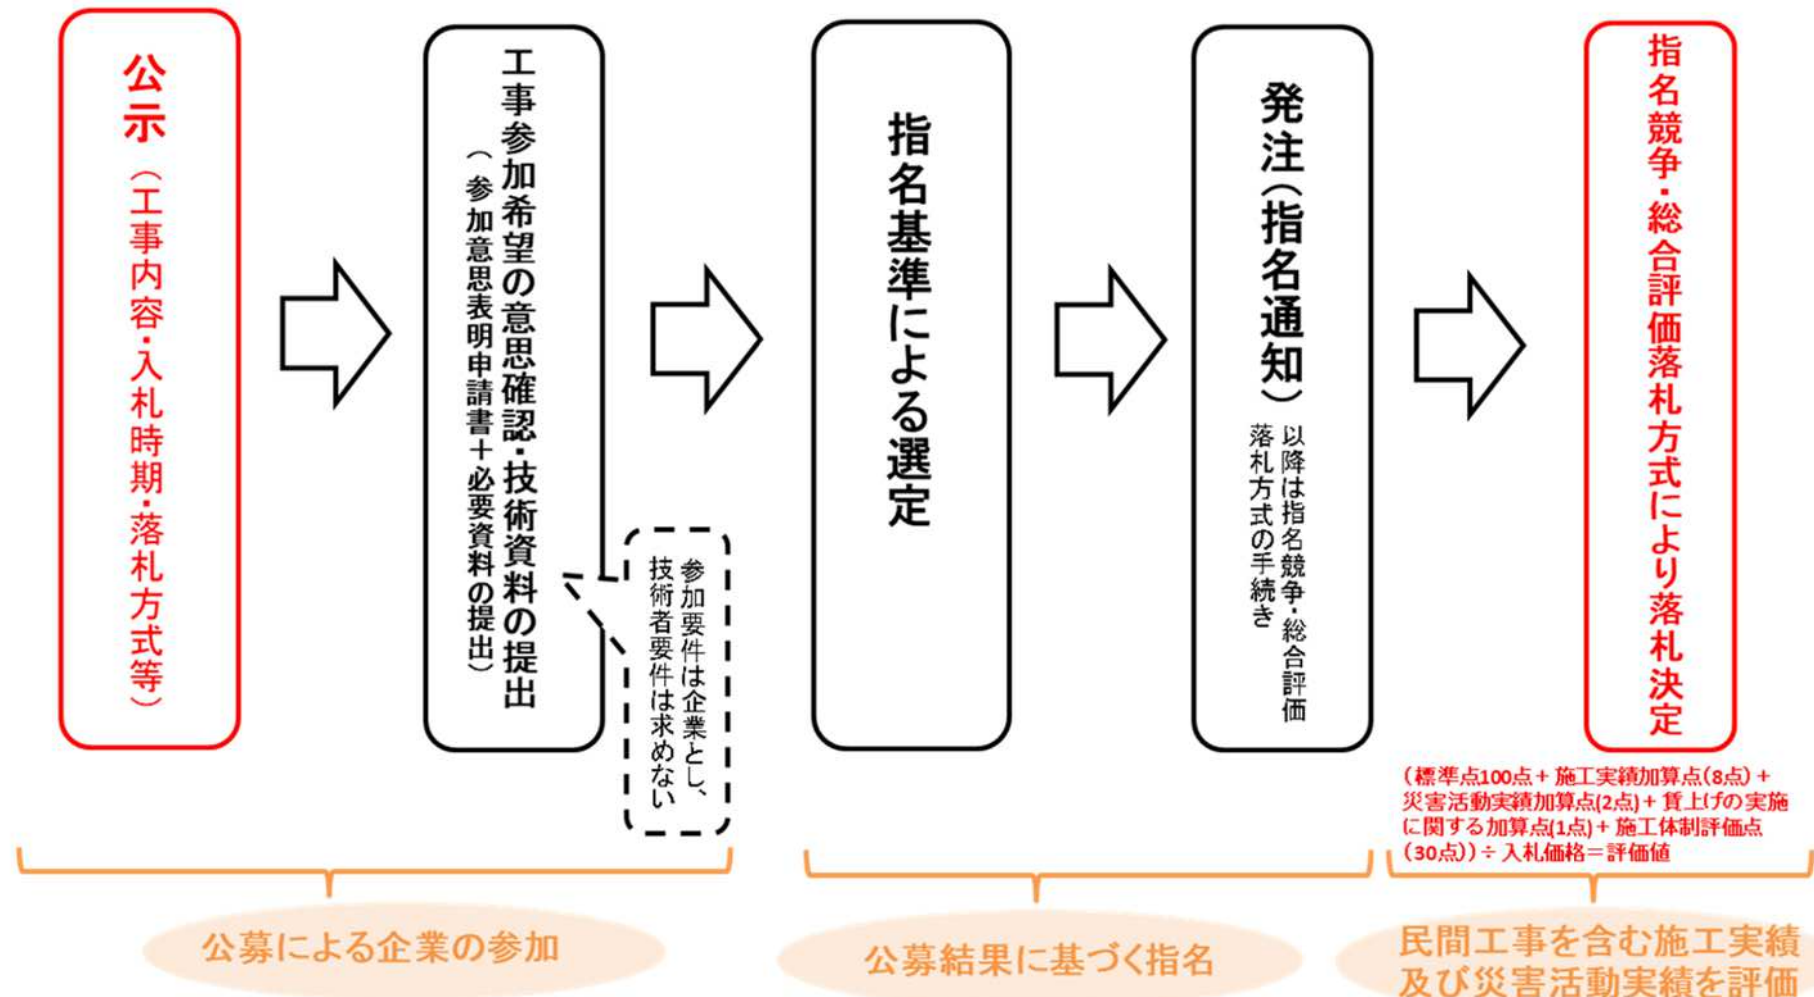 公示（工事内容・入札時期・落札方式等）
工事参加希望の意思確認・技術資料の提出
（参加意思表明申請書＋必要資料の提出）
参加要件は企業とし、
技術者要件は求めない
指名基準による選定
発注（指名通知）
以降は指名競争・総合評価
落札方式の手続き
指名競争・総合評価落札方式により落札決定
（標準点100点＋施工実績加算点(8点)＋
災害活動実績加算点(2点)＋賃上げの実施
に関する加算点(1点)＋施工体制評価点
（30点））÷入札価格＝評価値
公募による企業の参加
公募結果に基づく指名
民間工事を含む施工実績
及び災害活動実績を評価